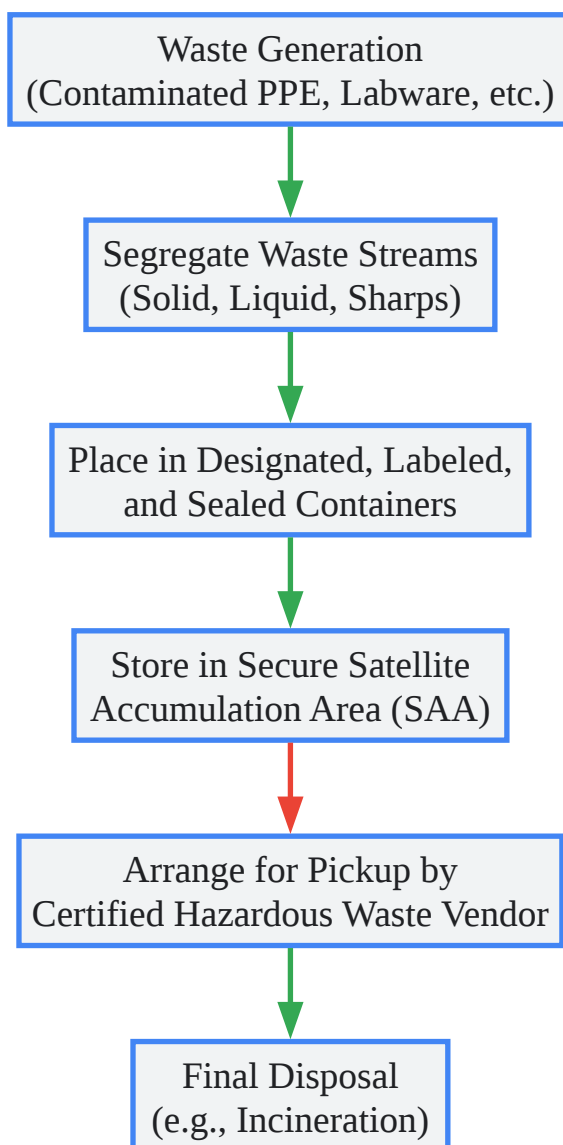 Waste Generation
(Contaminated PPE, Labware, etc.)
Segregate Waste Streams
(Solid, Liquid, Sharps)
Place in Designated, Labeled,
and Sealed Containers
Store in Secure Satellite
Accumulation Area (SAA)
Arrange for Pickup by
Certified Hazardous Waste Vendor
Final Disposal
(e.g., Incineration)